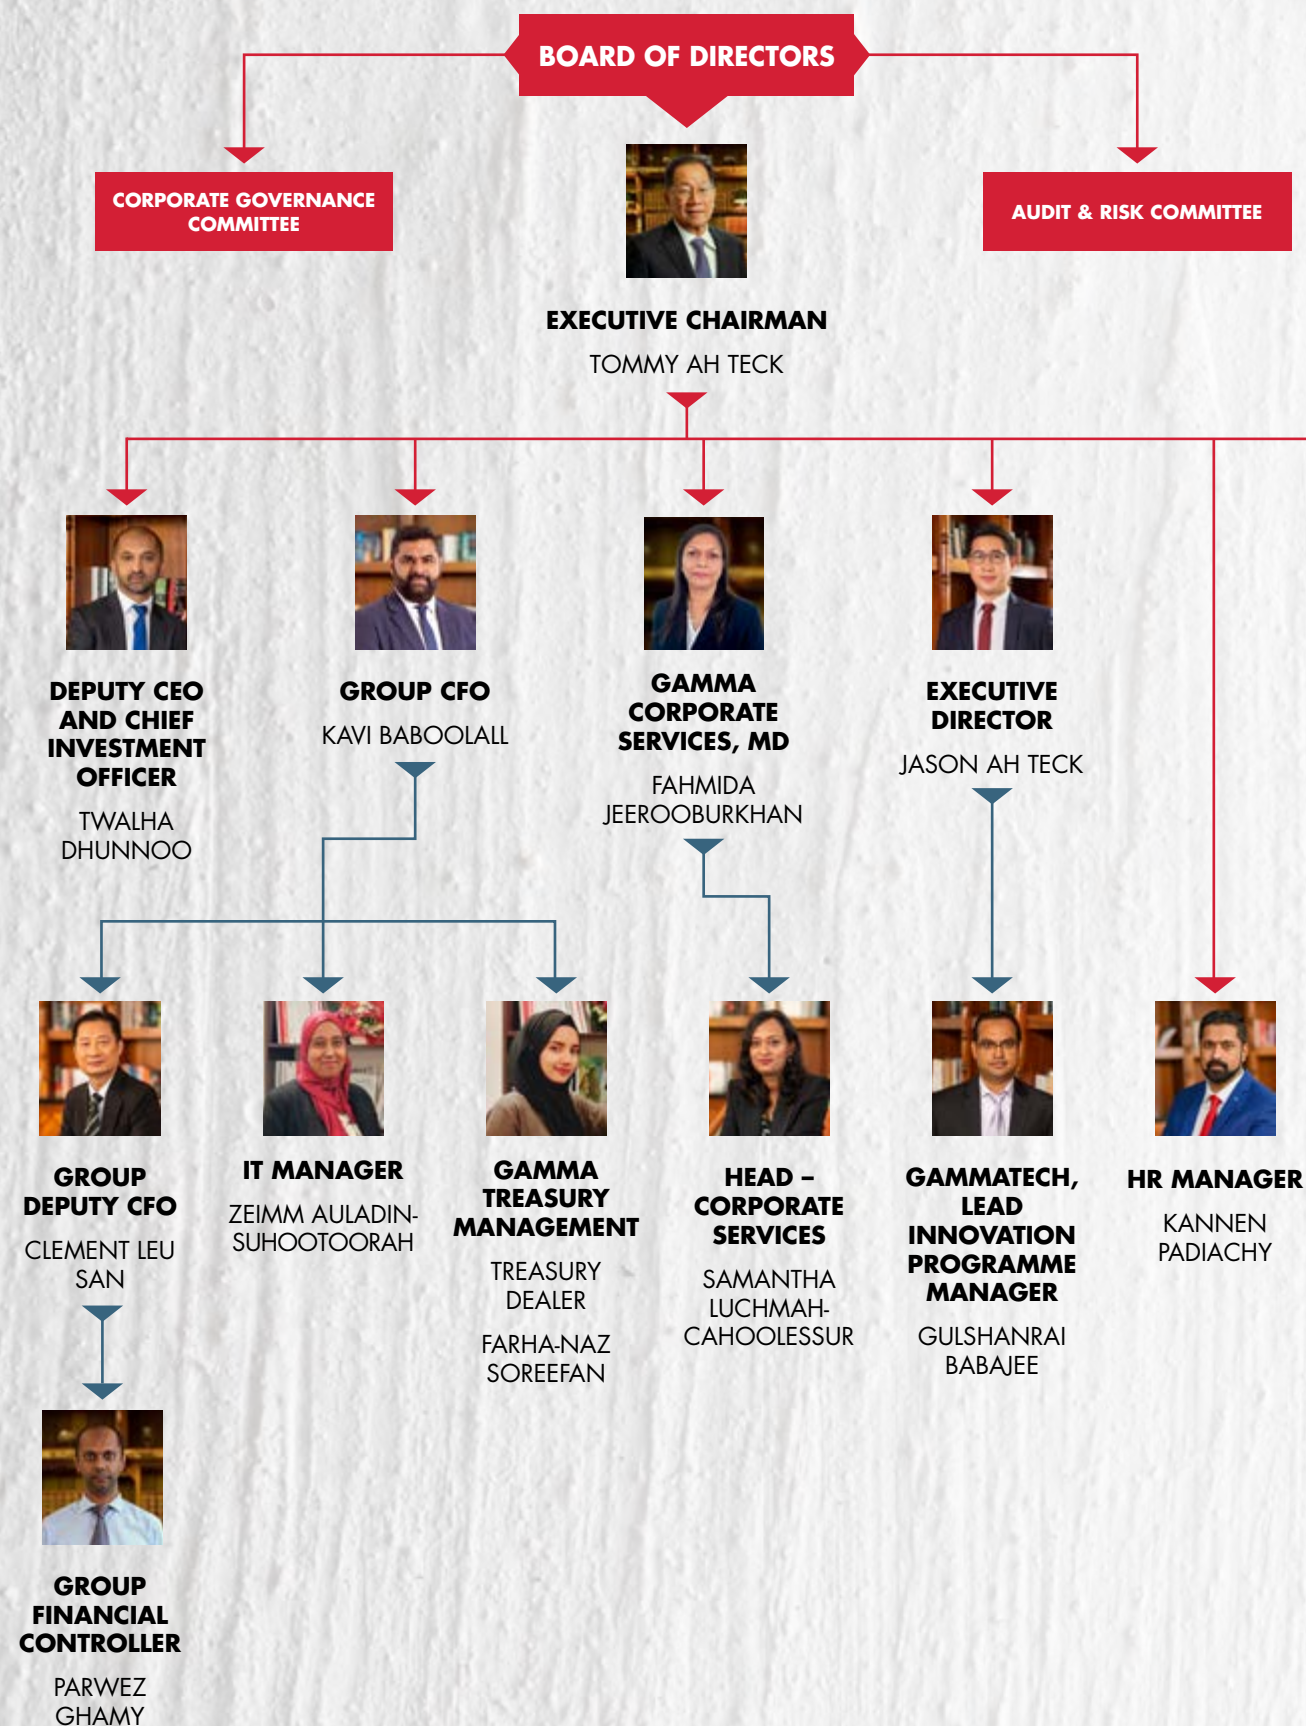 BOARD OF DIRECTORS
CORPORATE GOVERNANCE
COMMITTEE
AUDIT & RISK COMMITTEE
EXECUTIVE CHAIRMAN
TOMMY AH TECK
DEPUTY CEO
AND CHIEF
INVESTMENT
OFFICER
TWALHA
DHUNNOO
GROUP CFO
KAVI BABOOLALL
GAMMA
CORPORATE
SERVICES, MD
FAHMIDA
JEEROOBURKHAN
EXECUTIVE
DIRECTOR
JASON AH TECK
GROUP
DEPUTY CFO
CLEMENT LEU
SAN
IT MANAGER
ZEIMM AULADIN-
SUHOOTOORAH
GAMMA
TREASURY
MANAGEMENT
TREASURY
DEALER
FARHA-NAZ
SOREEFAN
HEAD –
CORPORATE
SERVICES
SAMANTHA
LUCHMAH-
CAHOOLESSUR
GAMMATECH,
LEAD
INNOVATION
PROGRAMME
MANAGER
GULSHANRAI
BABAJEE
HR MANAGER
KANNEN
PADIACHY
GROUP
FINANCIAL
CONTROLLER
PARWEZ
GHAMY